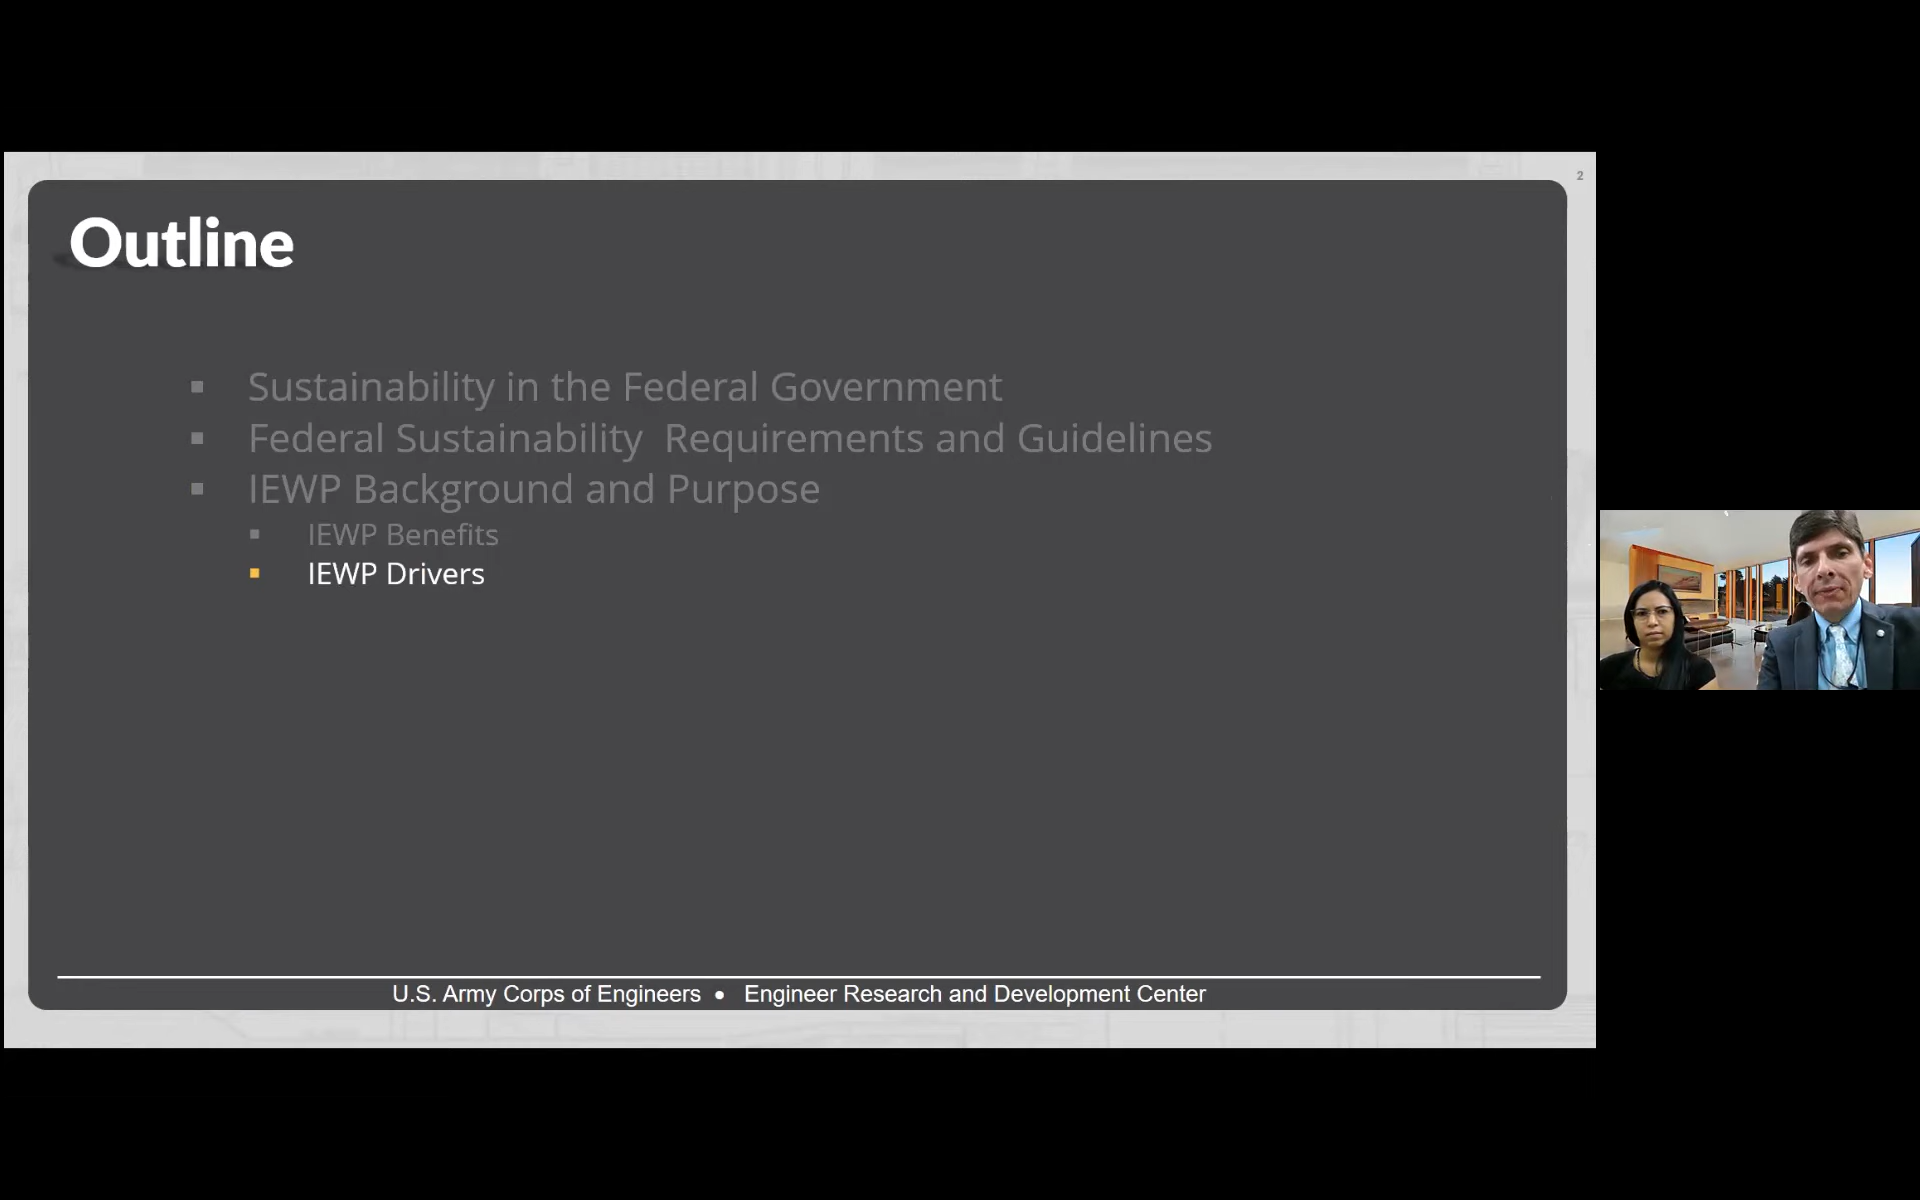 2
Outline
▪ Sustainability in the Federal Government
▪ Federal Sustainability  Requirements and Guidelines
▪ IEWP Background and Purpose
▪ IEWP Benefits
▪ IEWP Drivers
U.S. Army Corps of Engineers ● Engineer Research and Development Center